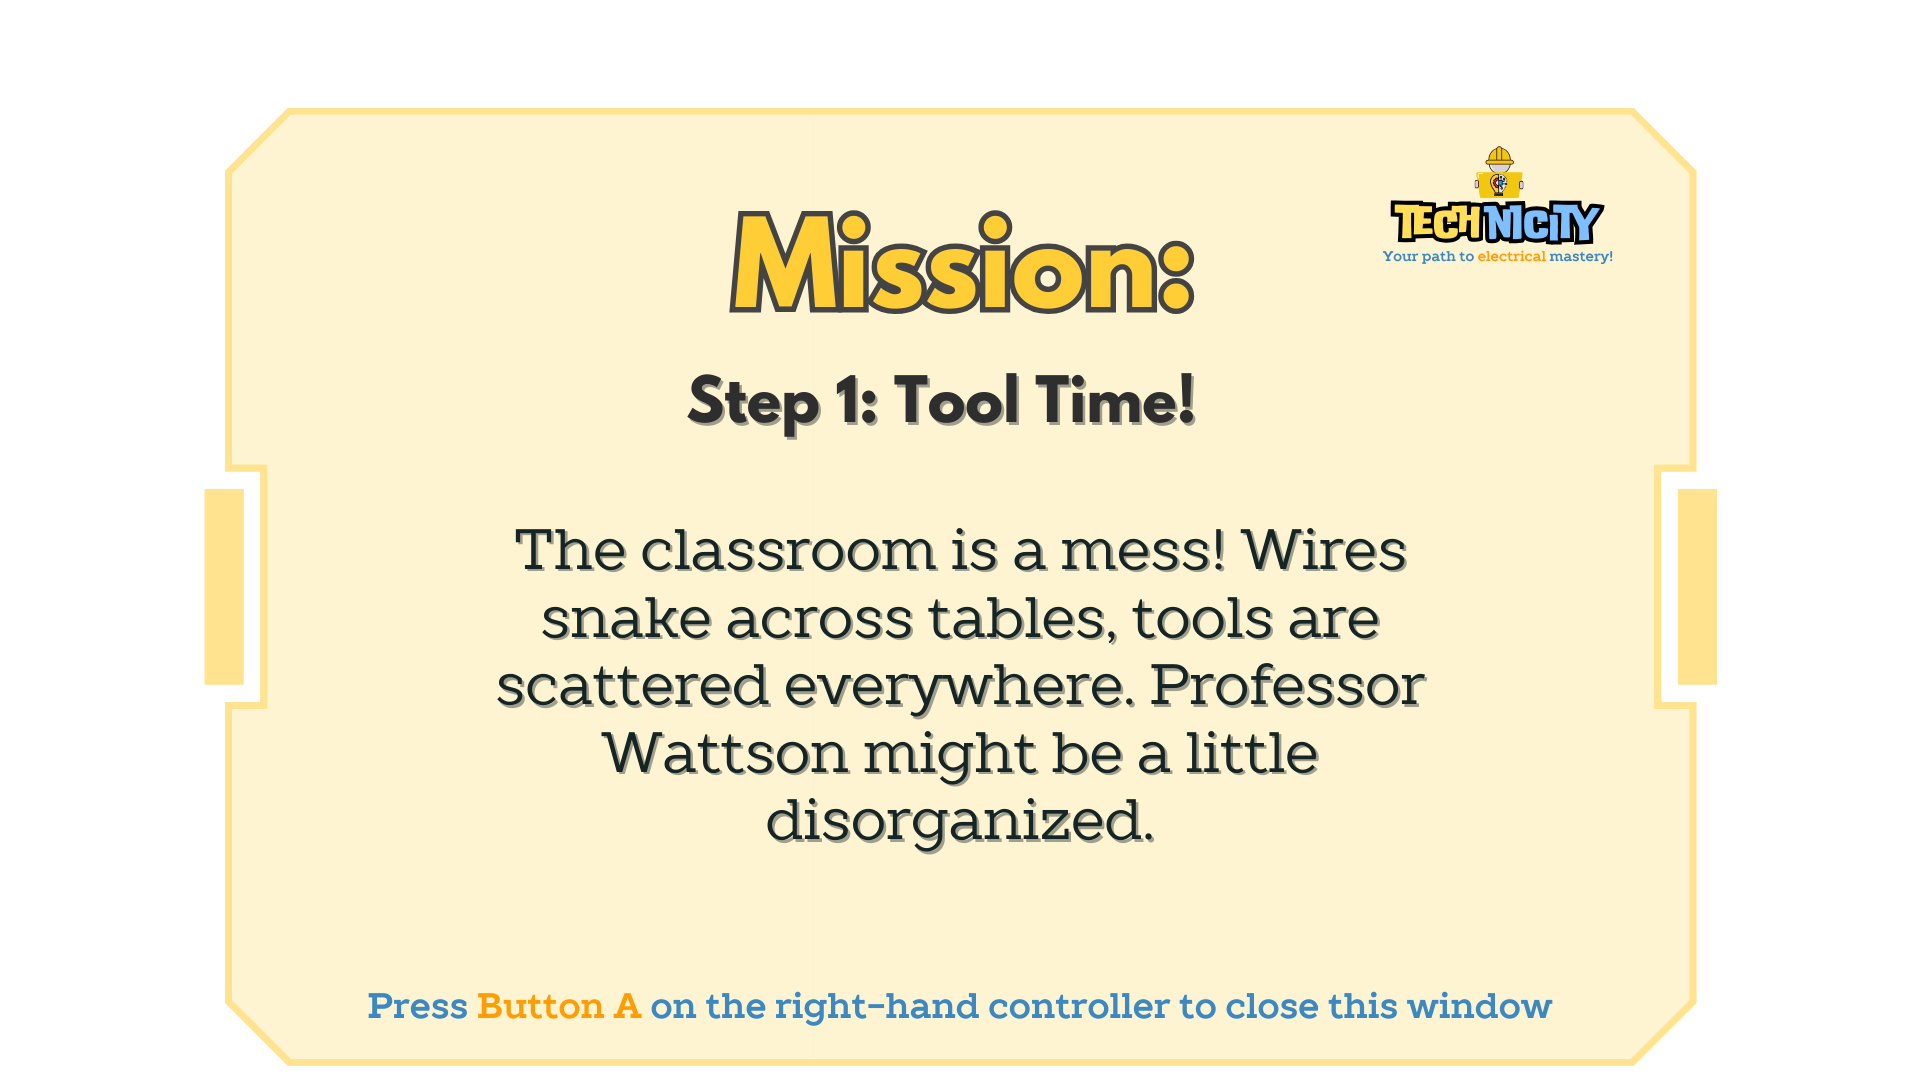 TECHNICITY
Your path to electrical mastery!
Mission:
Step 1: Tool Time!
The classroom is a mess! Wires
snake across tables, tools are
scattered everywhere. Professor
Wattson might be a little
disorganized.
Press Button A on the right-hand controller to close this window